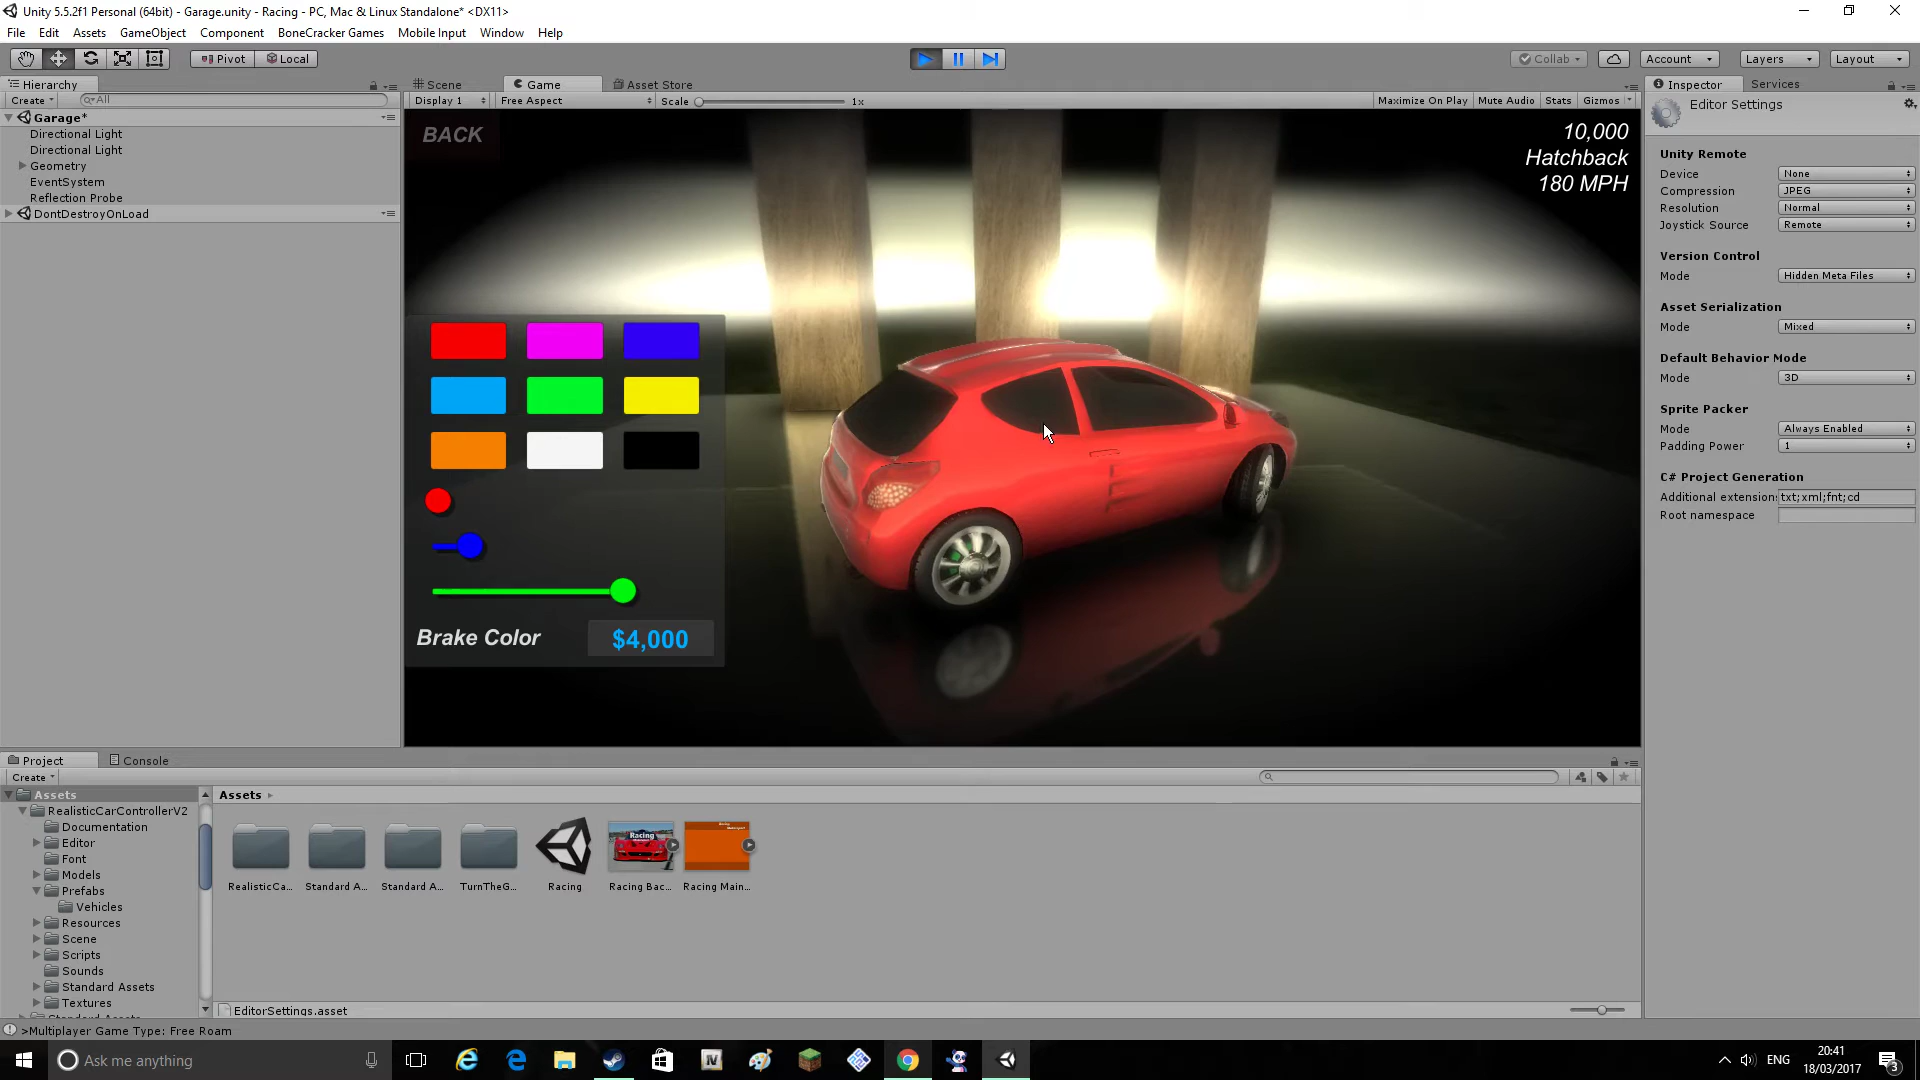 Unity 5.5.2f1 Personal (64bit) - Garage.unity - Racing - PC, Mac & Linux Standalone* <DX11>
File Edit Assets GameObject Component BoneCracker Games Mobile Input Window Help
Pivot Local Collab Account Layers Layout
Hierarchy
Create All
Garage*
Directional Light
Directional Light
Geometry
EventSystem
Reflection Probe
DontDestroyOnLoad
Scene Game Asset Store
Display 1 Free Aspect Scale 1x Maximize On Play Mute Audio Stats Gizmos
BACK
10,000
Hatchback
180 MPH
Brake Color $4,000
Inspector Services
Editor Settings
Unity Remote
Device None
Compression JPEG
Resolution Normal
Joystick Source Remote
Version Control
Mode Hidden Meta Files
Asset Serialization
Mode Mixed
Default Behavior Mode
Mode 3D
Sprite Packer
Mode Always Enabled
Padding Power 1
C# Project Generation
Additional extension: txt;xml;fnt;cd
Root namespace
Project Console
Create
Assets
RealisticCarControllerV2
Documentation
Editor
Font
Models
Prefabs
Vehicles
Resources
Scene
Scripts
Sounds
Standard Assets
Textures
Assets
RealisticCa... Standard A... Standard A... TurnTheG... Racing Racing Bac... Racing Main...
EditorSettings.asset
>Multiplayer Game Type: Free Roam
Ask me anything
ENG
20:41
18/03/2017
3